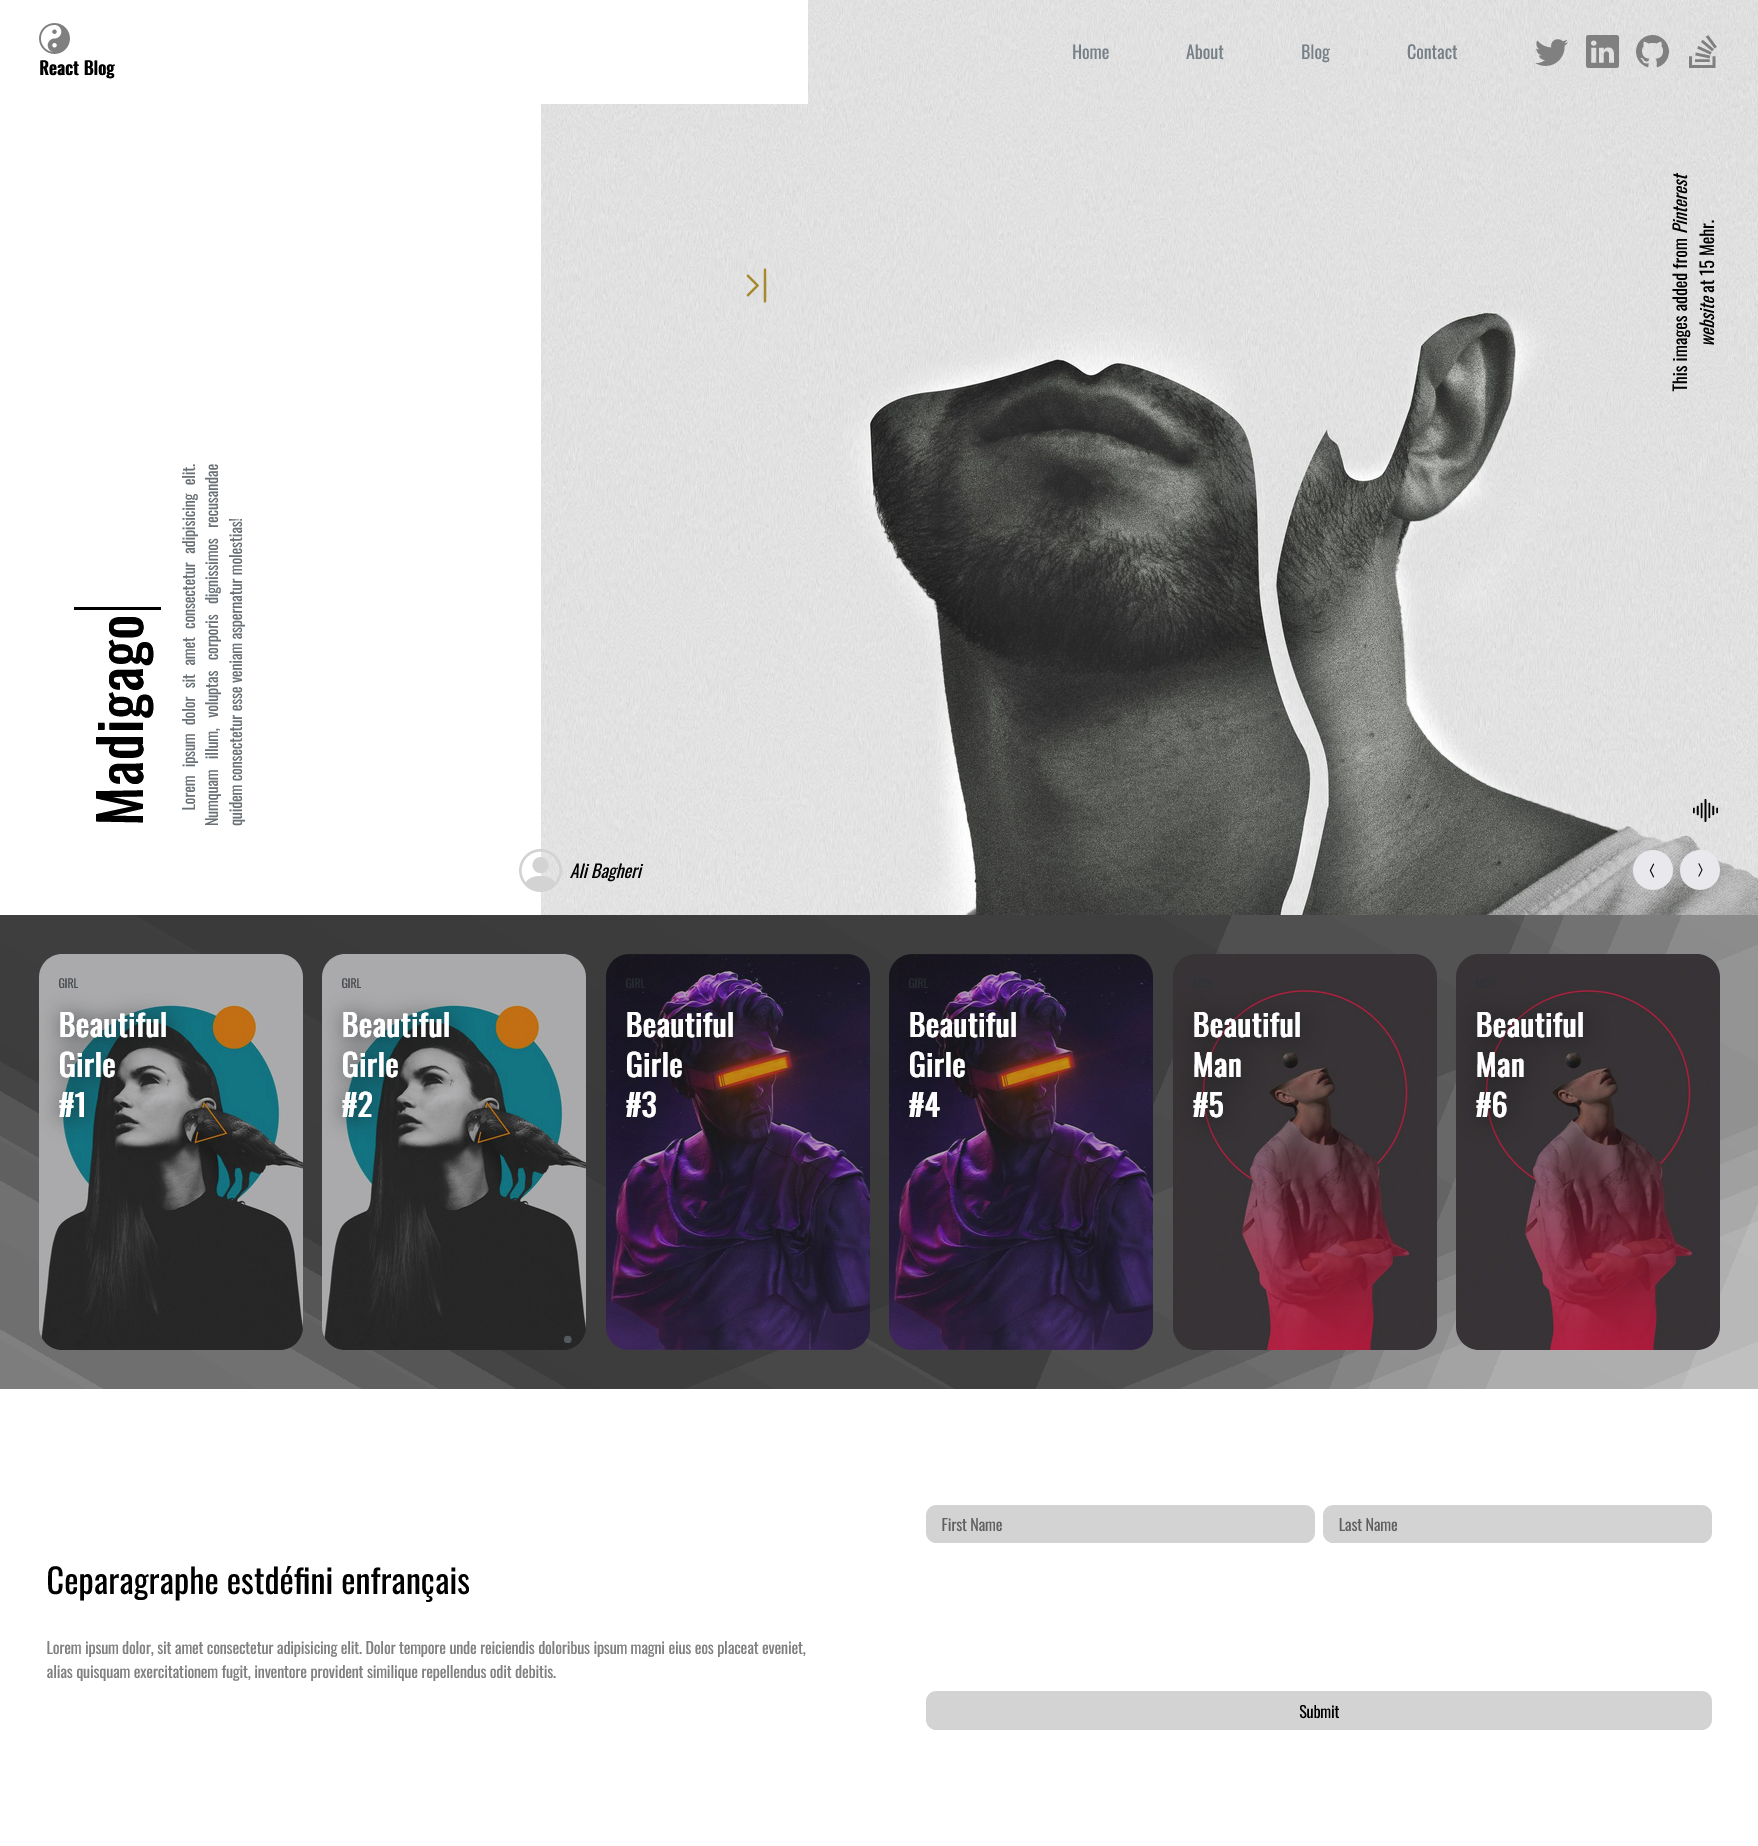 React Blog
Home
About
Blog
Contact
This images added from Pinterest
website at 15 Mehr.
Madigago
Lorem ipsum dolor sit amet consectetur adipisicing elit.
Numquam illum, voluptas corporis dignissimos recusandae
quidem consectetur esse veniam aspernatur molestias!
Ali Bagheri
GIRL
Beautiful
Girle
#1
GIRL
Beautiful
Girle
#2
GIRL
Beautiful
Girle
#3
GIRL
Beautiful
Girle
#4
Beautiful
Man
#5
Beautiful
Man
#6
Ceparagraphe estdéfini enfrançais
Lorem ipsum dolor, sit amet consectetur adipisicing elit. Dolor tempore unde reiciendis doloribus ipsum magni eius eos placeat eveniet,
alias quisquam exercitationem fugit, inventore provident similique repellendus odit debitis.
First Name
Last Name
Submit